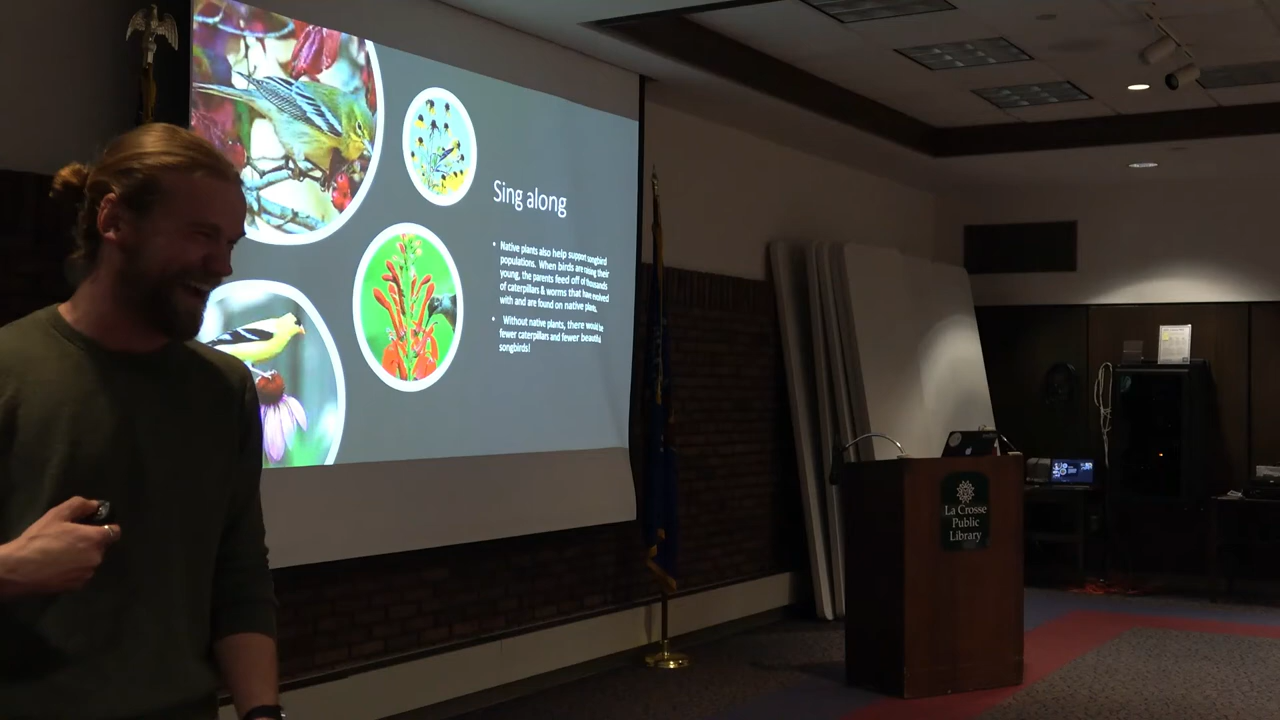 Sing along
• Native plants also help support songbird
populations. When birds are raising their
young, the parents feed off of thousands
of caterpillars & worms that have evolved
with and are found on native plants.
• Without native plants, there would be
fewer caterpillars and fewer beautiful
songbirds!
La Crosse
Public
Library